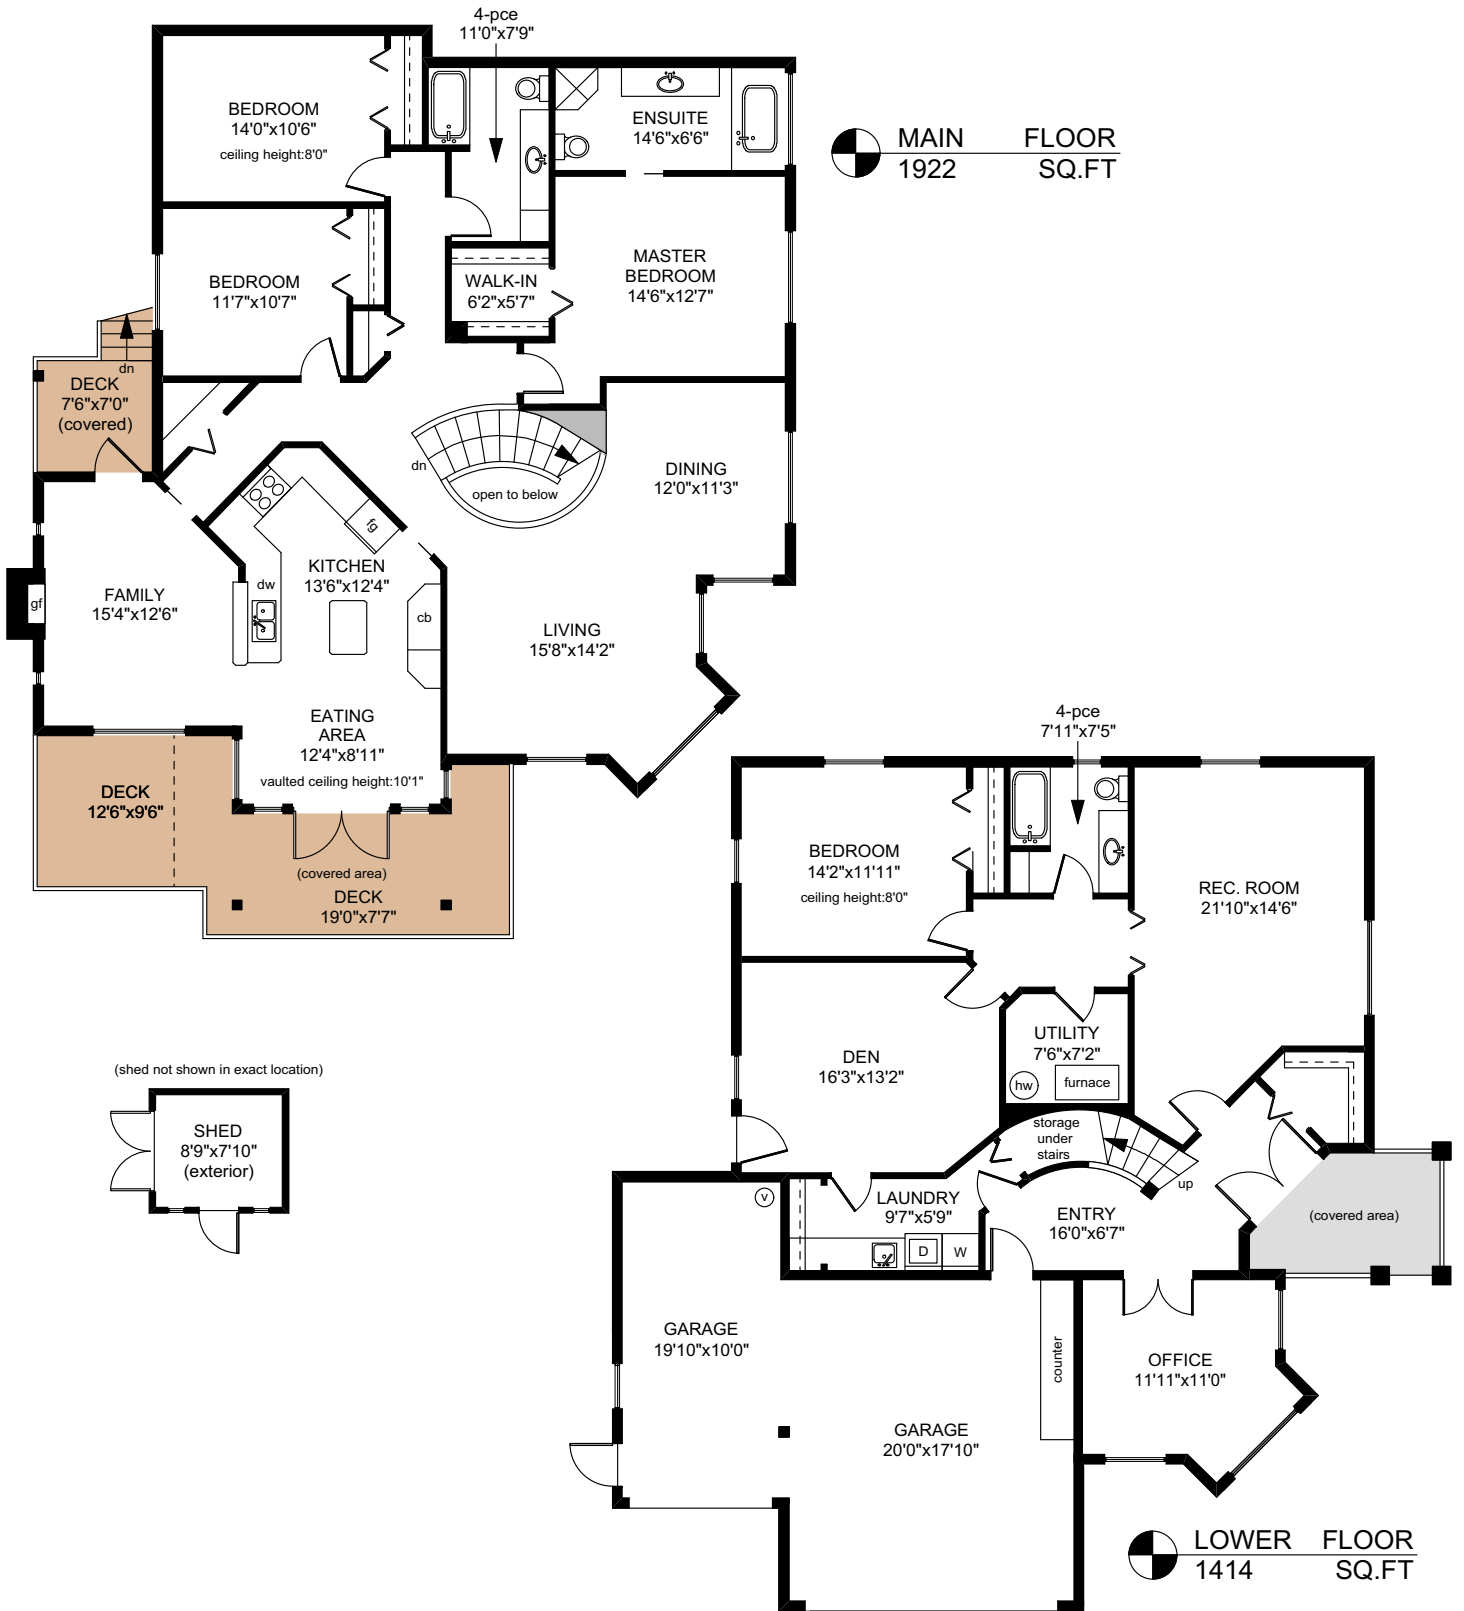 4-pce
11'0"x7'9"
BEDROOM
14'0"x10'6"
ceiling height:8'0"
ENSUITE
14'6"x6'6"
MAIN FLOOR
1922 SQ.FT
BEDROOM
11'7"x10'7"
WALK-IN
6'2"x5'7"
MASTER
BEDROOM
14'6"x12'7"
dn
DECK
7'6"x7'0"
(covered)
dn
open to below
DINING
12'0"x11'3"
fg
KITCHEN
13'6"x12'4"
dw
cb
gf
FAMILY
15'4"x12'6"
LIVING
15'8"x14'2"
EATING
AREA
12'4"x8'11"
vaulted ceiling height:10'1"
DECK
12'6"x9'6"
(covered area)
DECK
19'0"x7'7"
4-pce
7'11"x7'5"
BEDROOM
14'2"x11'11"
ceiling height:8'0"
REC. ROOM
21'10"x14'6"
DEN
16'3"x13'2"
UTILITY
7'6"x7'2"
hw
furnace
storage
under
stairs
up
(shed not shown in exact location)
SHED
8'9"x7'10"
(exterior)
v
LAUNDRY
9'7"x5'9"
D
W
ENTRY
16'0"x6'7"
(covered area)
GARAGE
19'10"x10'0"
counter
OFFICE
11'11"x11'0"
GARAGE
20'0"x17'10"
LOWER FLOOR
1414 SQ.FT